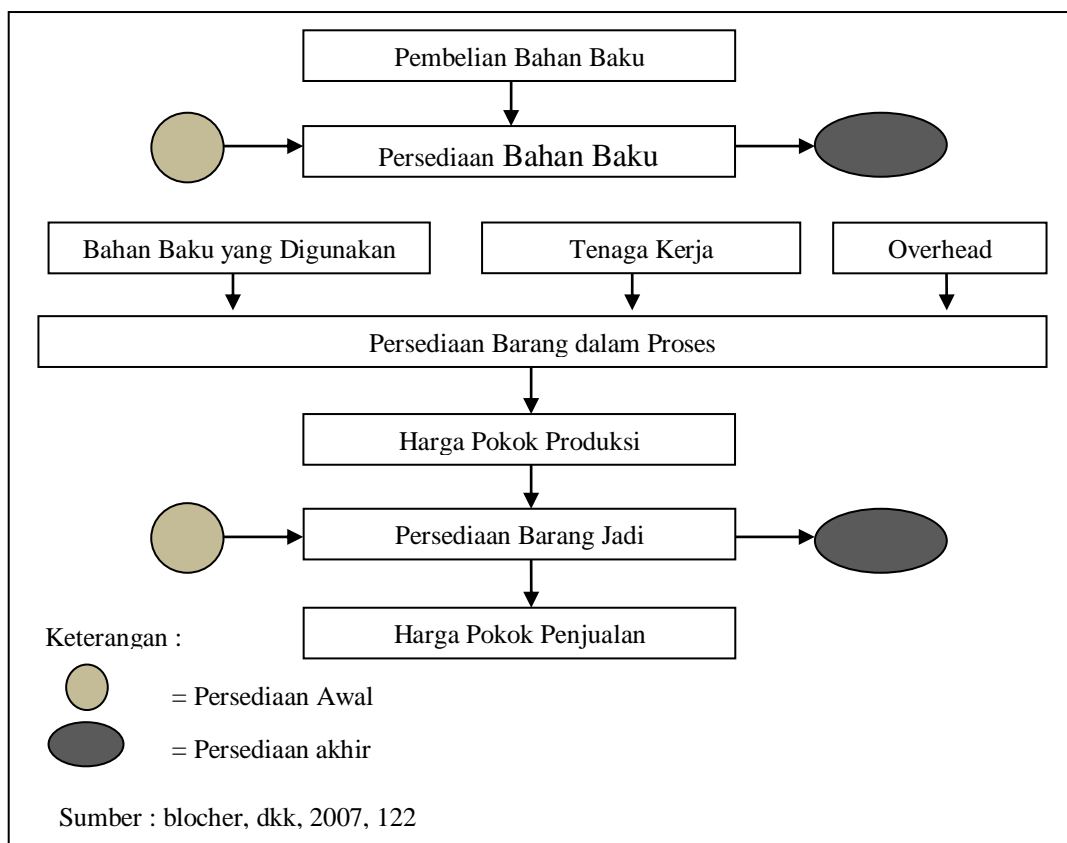 Pembelian Bahan Baku
Persediaan Bahan Baku
Bahan Baku yang Digunakan
Tenaga Kerja
Overhead
Persediaan Barang dalam Proses
Harga Pokok Produksi
Persediaan Barang Jadi
Harga Pokok Penjualan
Keterangan :
= Persediaan Awal
= Persediaan akhir
Sumber : blocher, dkk, 2007, 122